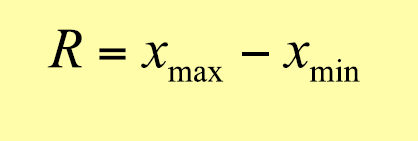 R = x_max − x_min